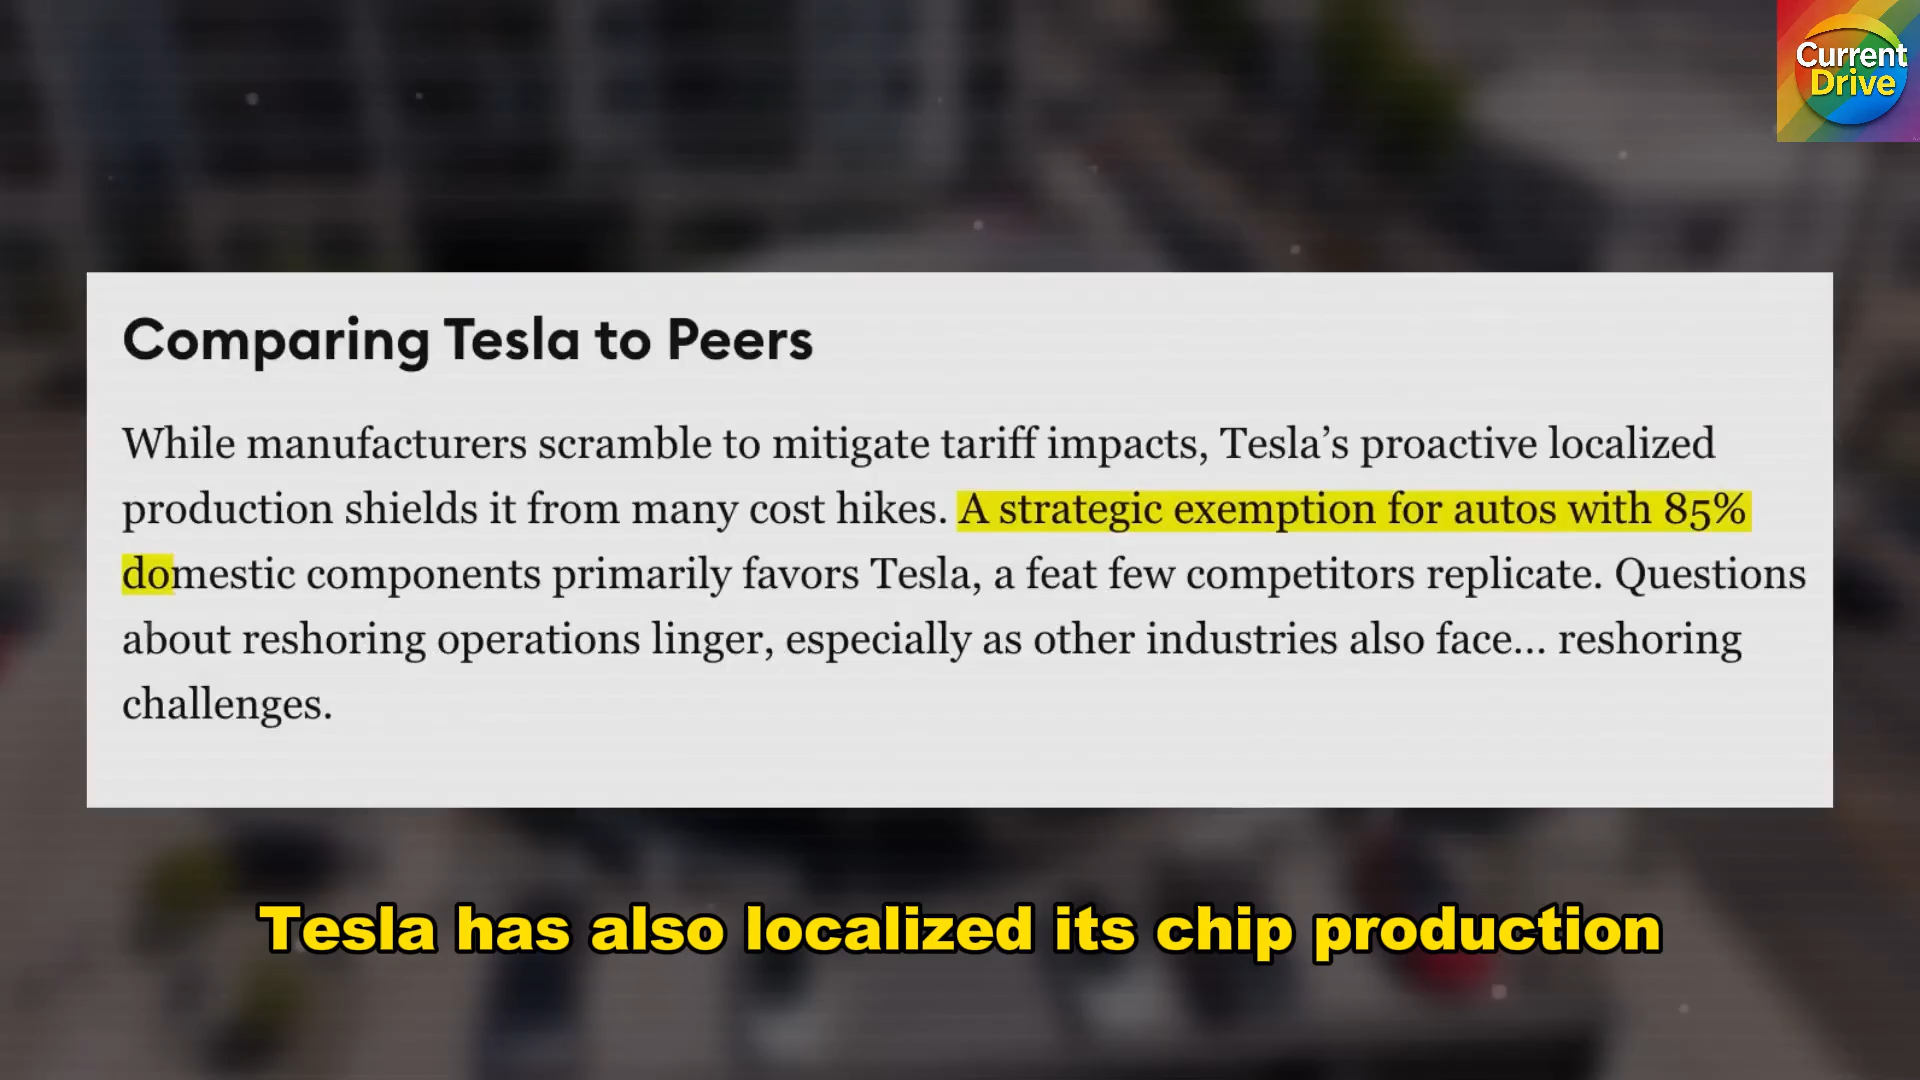 Current
Drive
Comparing Tesla to Peers
While manufacturers scramble to mitigate tariff impacts, Tesla’s proactive localized
production shields it from many cost hikes. A strategic exemption for autos with 85%
domestic components primarily favors Tesla, a feat few competitors replicate. Questions
about reshoring operations linger, especially as other industries also face... reshoring
challenges.
Tesla has also localized its chip production